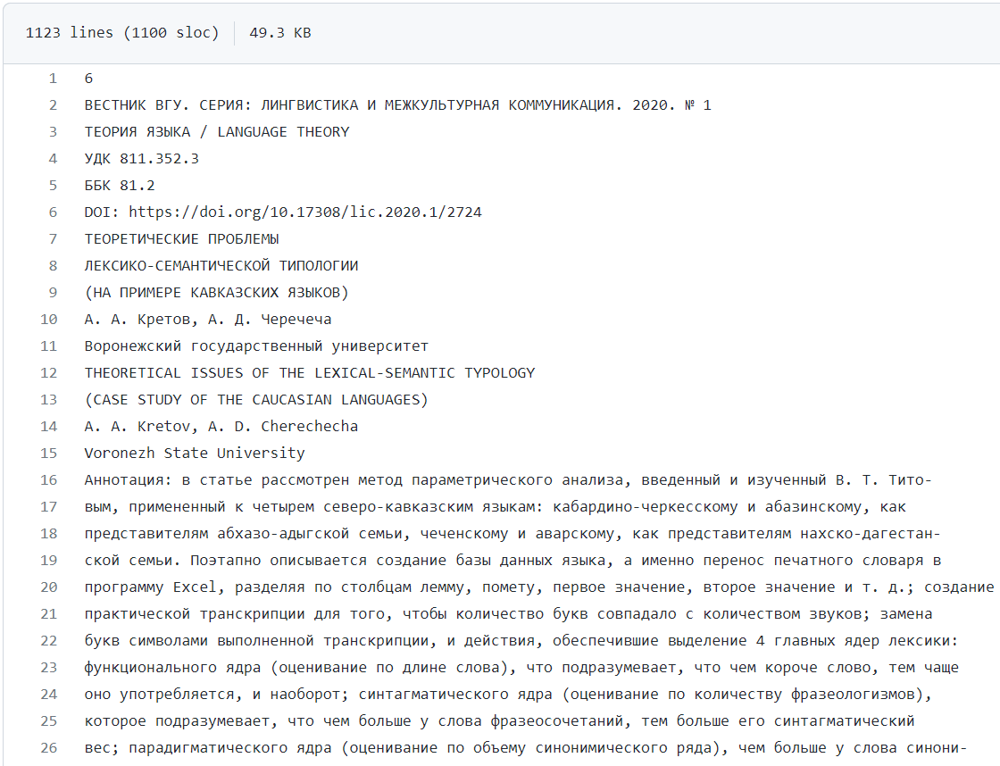 1123 lines (1100 sloc) 49.3 KB
1 6
2 ВЕСТНИК ВГУ. СЕРИЯ: ЛИНГВИСТИКА И МЕЖКУЛЬТУРНАЯ КОММУНИКАЦИЯ. 2020. № 1
3 ТЕОРИЯ ЯЗЫКА / LANGUAGE THEORY
4 УДК 811.352.3
5 ББК 81.2
6 DOI: https://doi.org/10.17308/lic.2020.1/2724
7 ТЕОРЕТИЧЕСКИЕ ПРОБЛЕМЫ
8 ЛЕКСИКО-СЕМАНТИЧЕСКОЙ ТИПОЛОГИИ
9 (НА ПРИМЕРЕ КАВКАЗСКИХ ЯЗЫКОВ)
10 А. А. Кретов, А. Д. Черечеча
11 Воронежский государственный университет
12 THEORETICAL ISSUES OF THE LEXICAL-SEMANTIC TYPOLOGY
13 (CASE STUDY OF THE CAUCASIAN LANGUAGES)
14 A. A. Kretov, A. D. Cherechecha
15 Voronezh State University
16 Аннотация: в статье рассмотрен метод параметрического анализа, введенный и изученный В. Т. Тито-
17 вым, примененный к четырем северо-кавказским языкам: кабардино-черкесскому и абазинскому, как
18 представителям абхазо-адыгской семьи, чеченскому и аварскому, как представителям нахско-дагестан-
19 ской семьи. Поэтапно описывается создание базы данных языка, а именно перенос печатного словаря в
20 программу Excel, разделяя по столбцам лемму, помету, первое значение, второе значение и т. д.; создание
21 практической транскрипции для того, чтобы количество букв совпадало с количеством звуков; замена
22 букв символами выполненной транскрипции, и действия, обеспечившие выделение 4 главных ядер лексики:
23 функционального ядра (оценивание по длине слова), что подразумевает, что чем короче слово, тем чаще
24 оно употребляется, и наоборот; синтагматического ядра (оценивание по количеству фразеологизмов),
25 которое подразумевает, что чем больше у слова фразеосочетаний, тем больше его синтагматический
26 вес; парадигматического ядра (оценивание по объему синонимического ряда), чем больше у слова синони-